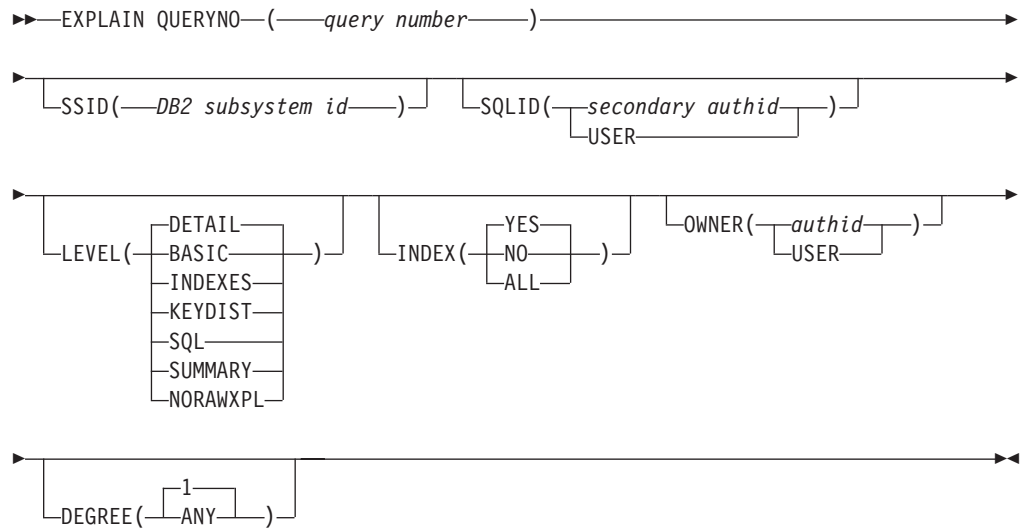 EXPLAIN QUERYNO ( query number )
SSID( DB2 subsystem id ) SQLID( secondary authid )
USER
DETAIL YES
LEVEL( BASIC ) INDEX( NO ) OWNER( authid )
INDEXES ALL USER
KEYDIST
SQL
SUMMARY
NORAWXPL
1
DEGREE( ANY )